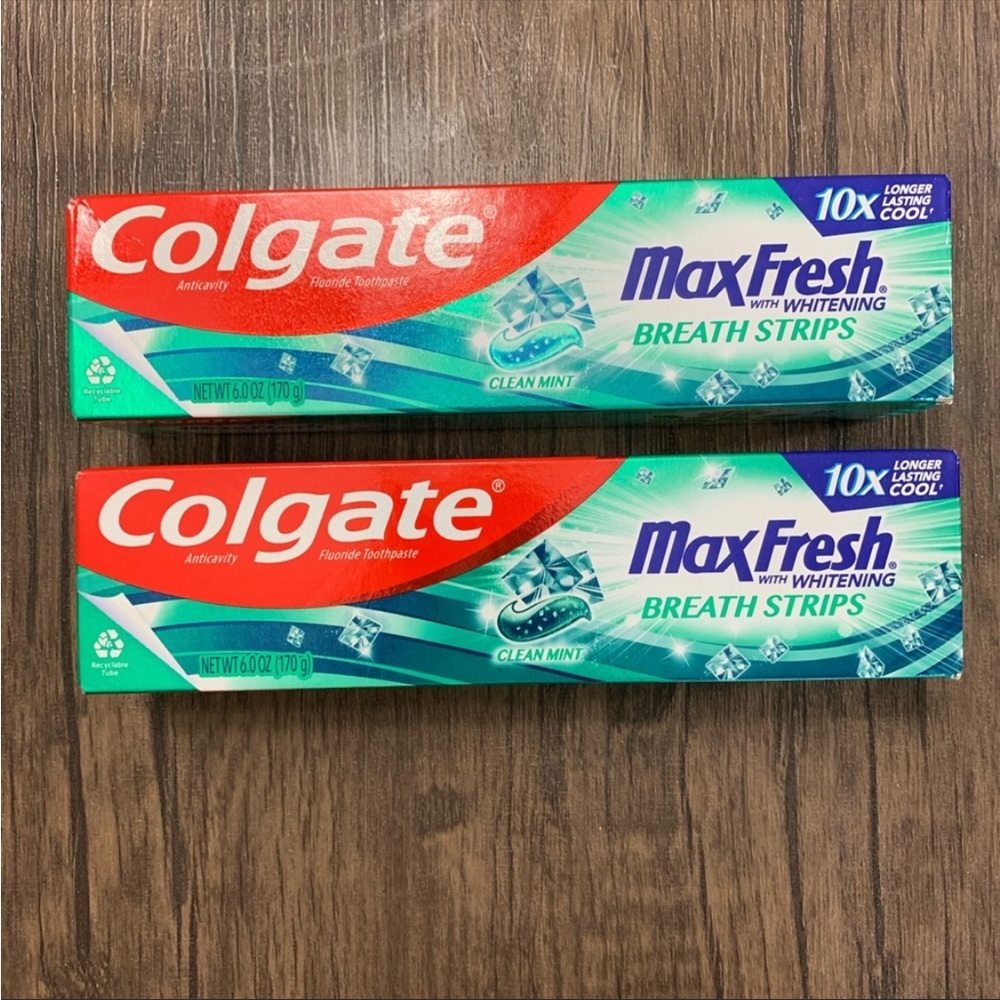 Colgate®
Anticavity Fluoride Toothpaste
10x LONGER
LASTING
COOL†
MaxFresh®
WITH WHITENING
BREATH STRIPS
CLEAN MINT
Recyclable
Tube
NET WT 6.0 OZ (170 g)
Colgate®
Anticavity Fluoride Toothpaste
10x LONGER
LASTING
COOL†
MaxFresh®
WITH WHITENING
BREATH STRIPS
CLEAN MINT
Recyclable
Tube
NET WT 6.0 OZ (170 g)